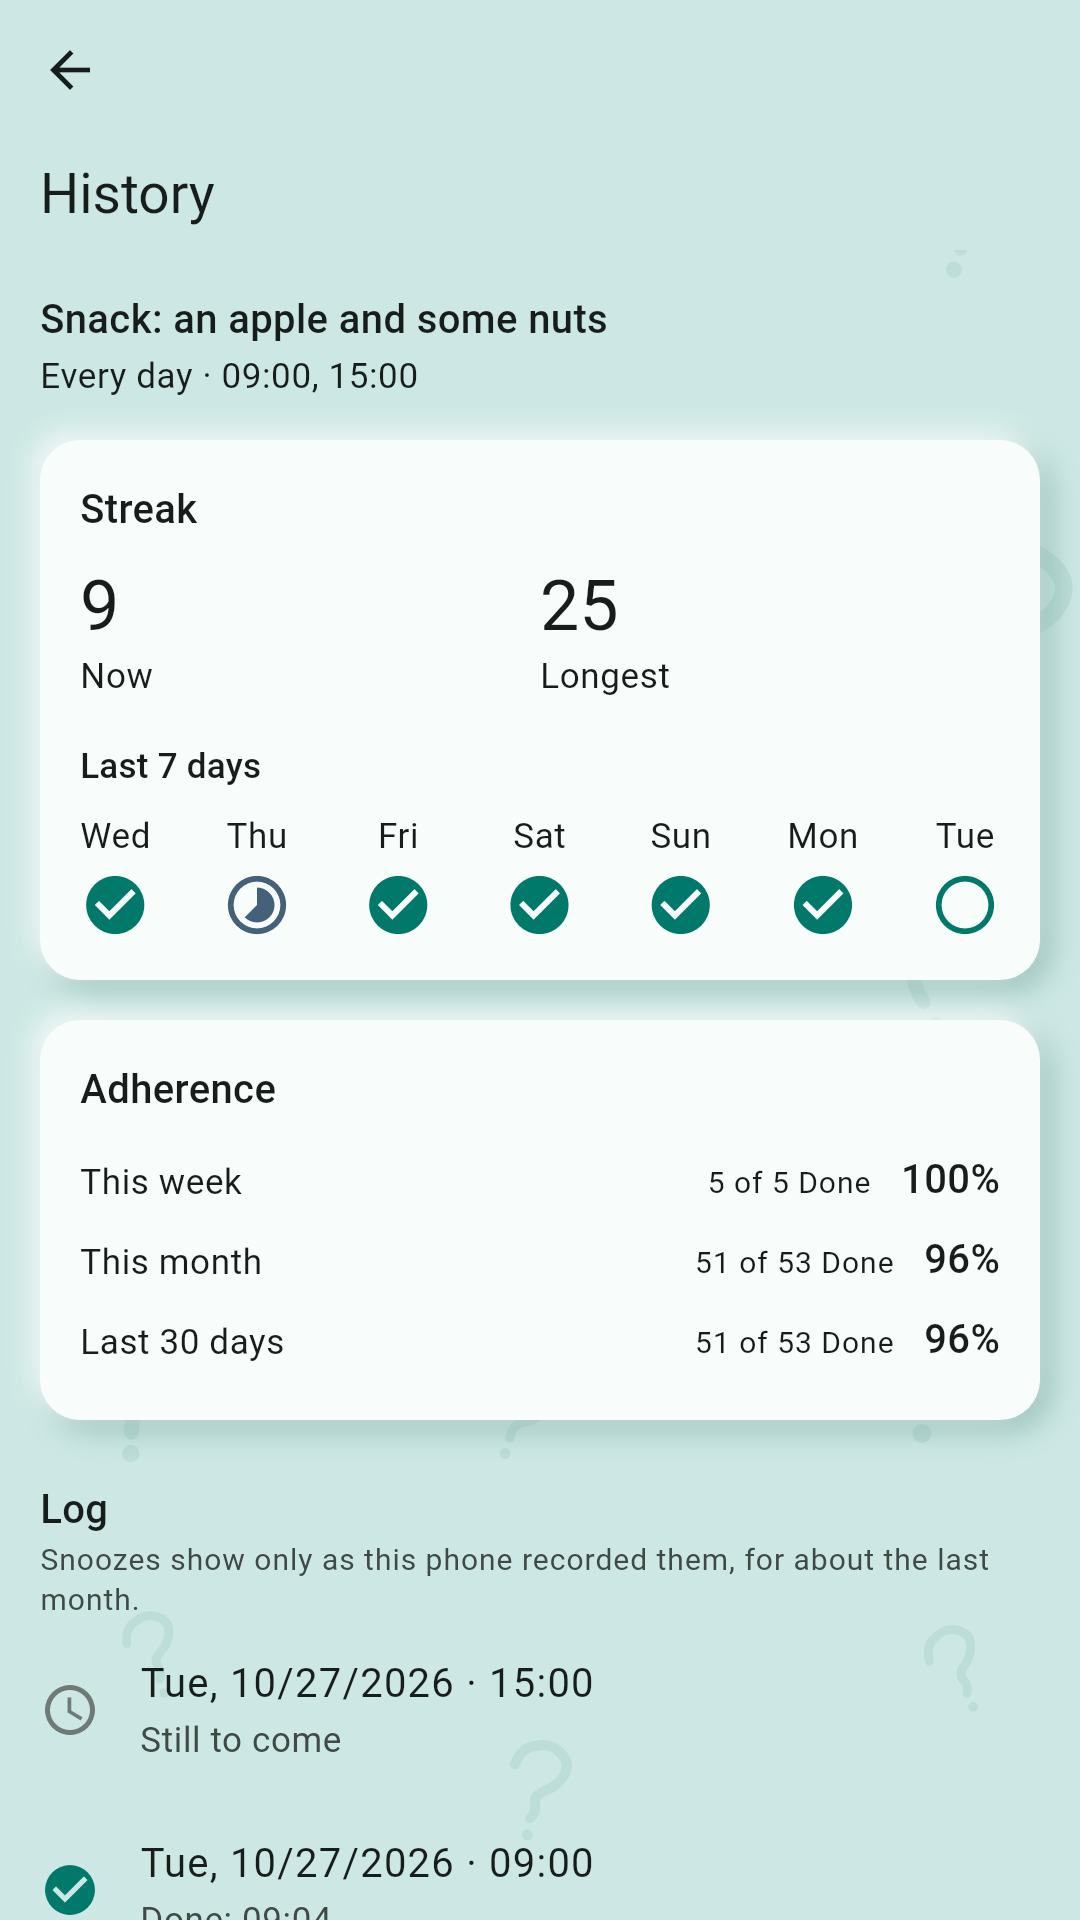 History
Snack: an apple and some nuts
Every day · 09:00, 15:00
Streak
9 25
Now Longest
Last 7 days
Wed Thu Fri Sat Sun Mon Tue
Adherence
This week 5 of 5 Done 100%
This month 51 of 53 Done 96%
Last 30 days 51 of 53 Done 96%
Log
Snoozes show only as this phone recorded them, for about the last
month.
Tue, 10/27/2026 · 15:00
Still to come
Tue, 10/27/2026 · 09:00
Done: 09:04